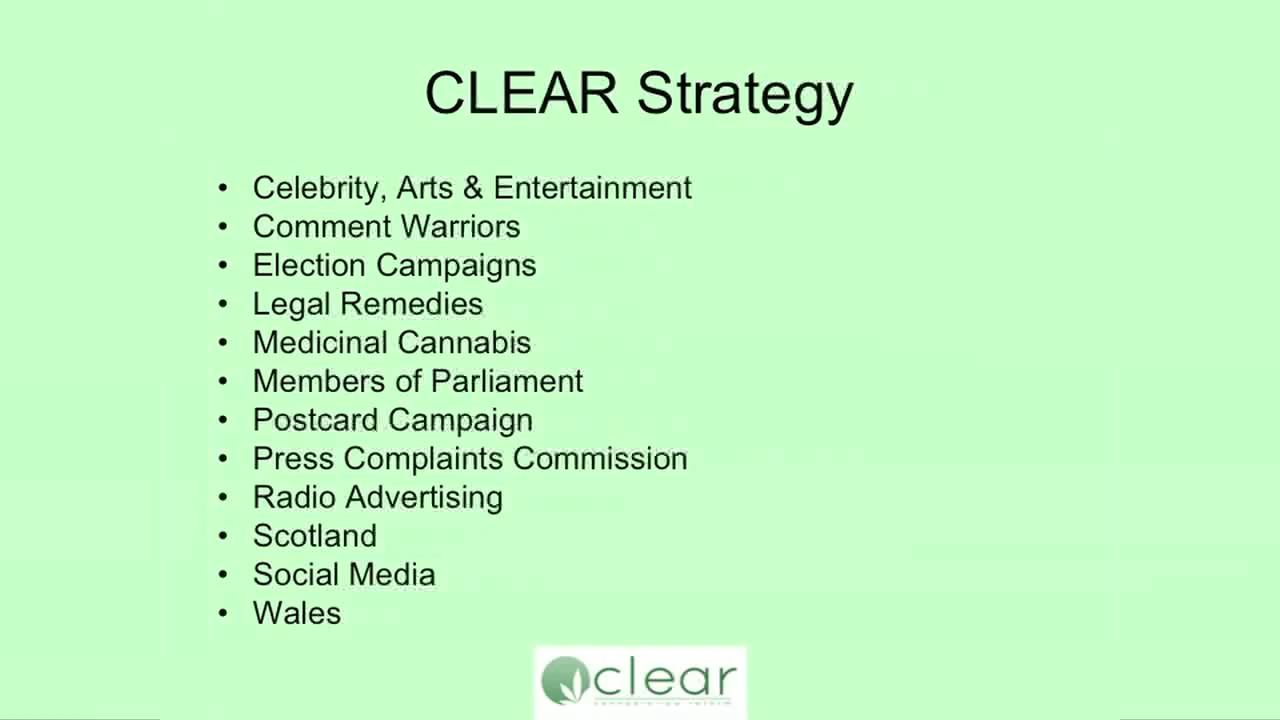 CLEAR Strategy
• Celebrity, Arts & Entertainment
• Comment Warriors
• Election Campaigns
• Legal Remedies
• Medicinal Cannabis
• Members of Parliament
• Postcard Campaign
• Press Complaints Commission
• Radio Advertising
• Scotland
• Social Media
• Wales
clear